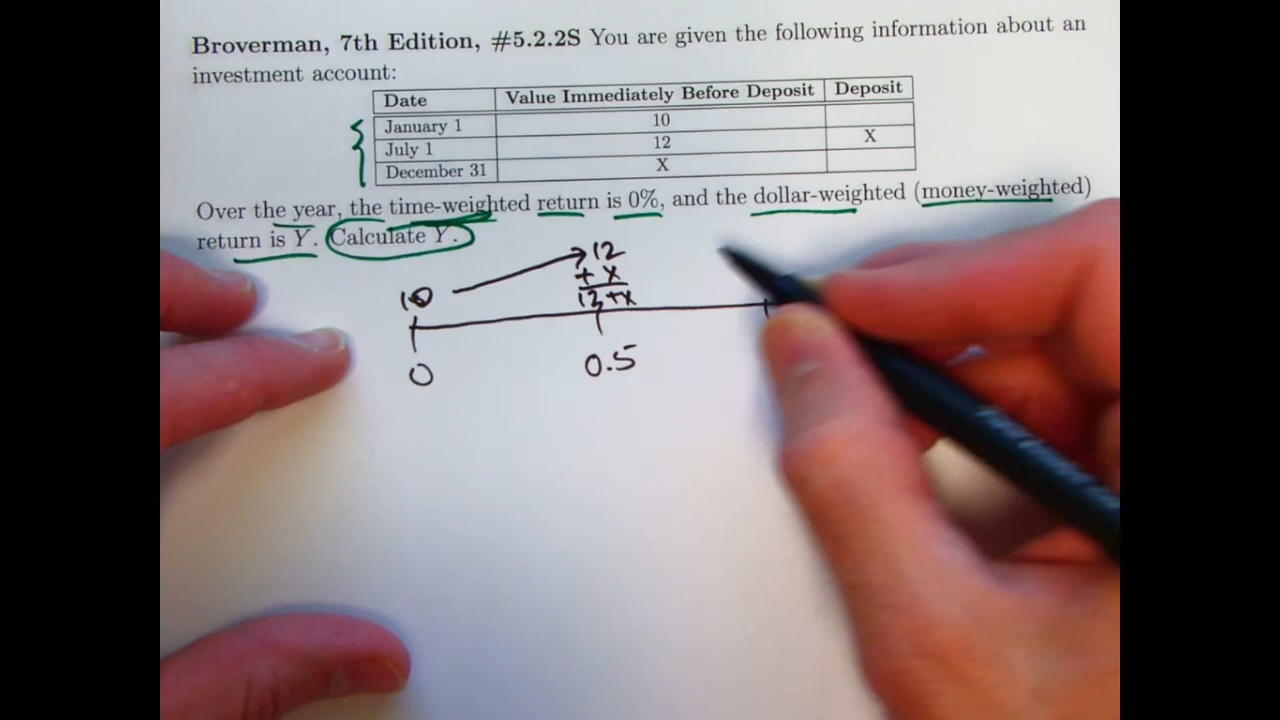 Broverman, 7th Edition, #5.2.2S You are given the following information about an
investment account:
Date Value Immediately Before Deposit Deposit
January 1 10
July 1 12 X
December 31 X
Over the year, the time-weighted return is 0%, and the dollar-weighted (money-weighted)
return is Y. Calculate Y.
12
+ x
10 12+x
0 0.5